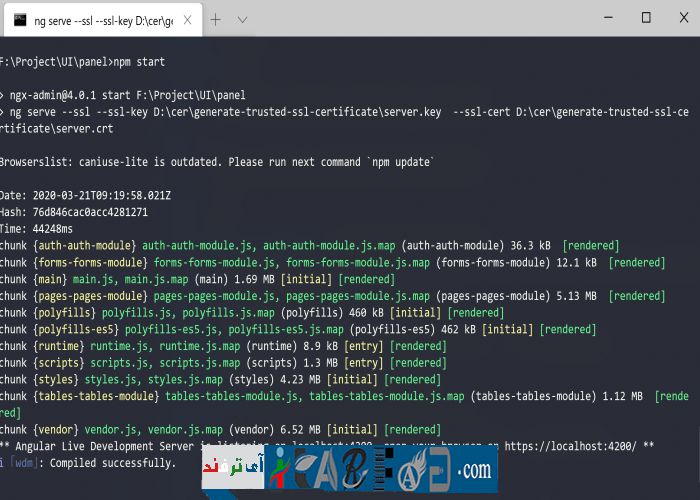 ng serve --ssl --ssl-key D:\cer\ge
F:\Project\UI\panel>npm start
> ngx-admin@4.0.1 start F:\Project\UI\panel
> ng serve --ssl --ssl-key D:\cer\generate-trusted-ssl-certificate\server.key  --ssl-cert D:\cer\generate-trusted-ssl-ce
rtificate\server.crt
Browserslist: caniuse-lite is outdated. Please run next command `npm update`
Date: 2020-03-21T09:19:58.021Z
Hash: 76d846cac0acc4281271
Time: 44248ms
chunk {auth-auth-module} auth-auth-module.js, auth-auth-module.js.map (auth-auth-module) 36.3 kB  [rendered]
chunk {forms-forms-module} forms-forms-module.js, forms-forms-module.js.map (forms-forms-module) 12.1 kB  [rendered]
chunk {main} main.js, main.js.map (main) 1.69 MB [initial] [rendered]
chunk {pages-pages-module} pages-pages-module.js, pages-pages-module.js.map (pages-pages-module) 5.13 MB  [rendered]
chunk {polyfills} polyfills.js, polyfills.js.map (polyfills) 460 kB [initial] [rendered]
chunk {polyfills-es5} polyfills-es5.js, polyfills-es5.js.map (polyfills-es5) 462 kB [initial] [rendered]
chunk {runtime} runtime.js, runtime.js.map (runtime) 8.9 kB [entry] [rendered]
chunk {scripts} scripts.js, scripts.js.map (scripts) 1.3 MB [entry] [rendered]
chunk {styles} styles.js, styles.js.map (styles) 4.23 MB [initial] [rendered]
chunk {tables-tables-module} tables-tables-module.js, tables-tables-module.js.map (tables-tables-module) 1.12 MB  [rende
red]
chunk {vendor} vendor.js, vendor.js.map (vendor) 6.52 MB [initial] [rendered]
** Angular Live Development Server is listening on localhost:4200, open your browser on https://localhost:4200/ **
i ｢wdm｣: Compiled successfully.
آی ترفند .com